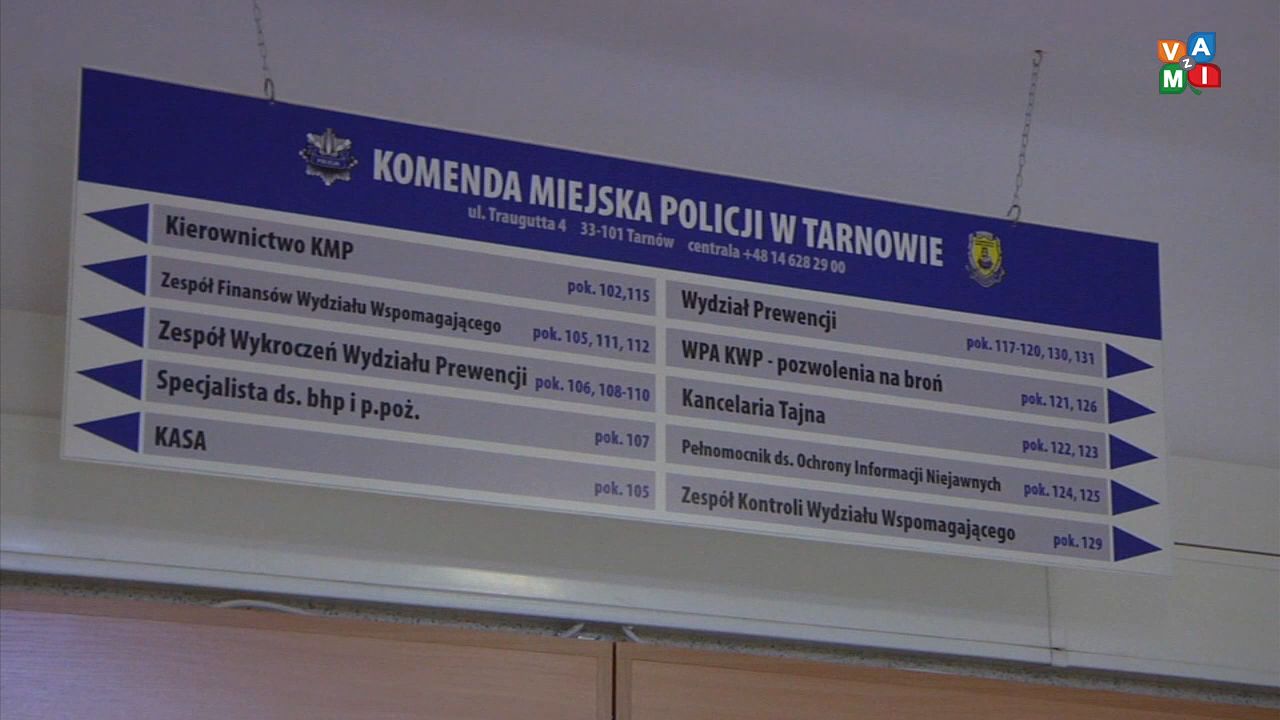 VAZMI
KOMENDA MIEJSKA POLICJI W TARNOWIE
ul. Traugutta 4 33-101 Tarnów centrala +48 14 628 29 00
POLICJA
Kierownictwo KMP pok. 102,115
Zespół Finansów Wydziału Wspomagającego pok. 105, 111, 112
Zespół Wykroczeń Wydziału Prewencji pok. 106, 108-110
Specjalista ds. bhp i p.poż. pok. 107
KASA pok. 105
Wydział Prewencji pok. 117-120, 130, 131
WPA KWP - pozwolenia na broń pok. 121, 126
Kancelaria Tajna pok. 122, 123
Pełnomocnik ds. Ochrony Informacji Niejawnych pok. 124, 125
Zespół Kontroli Wydziału Wspomagającego pok. 129